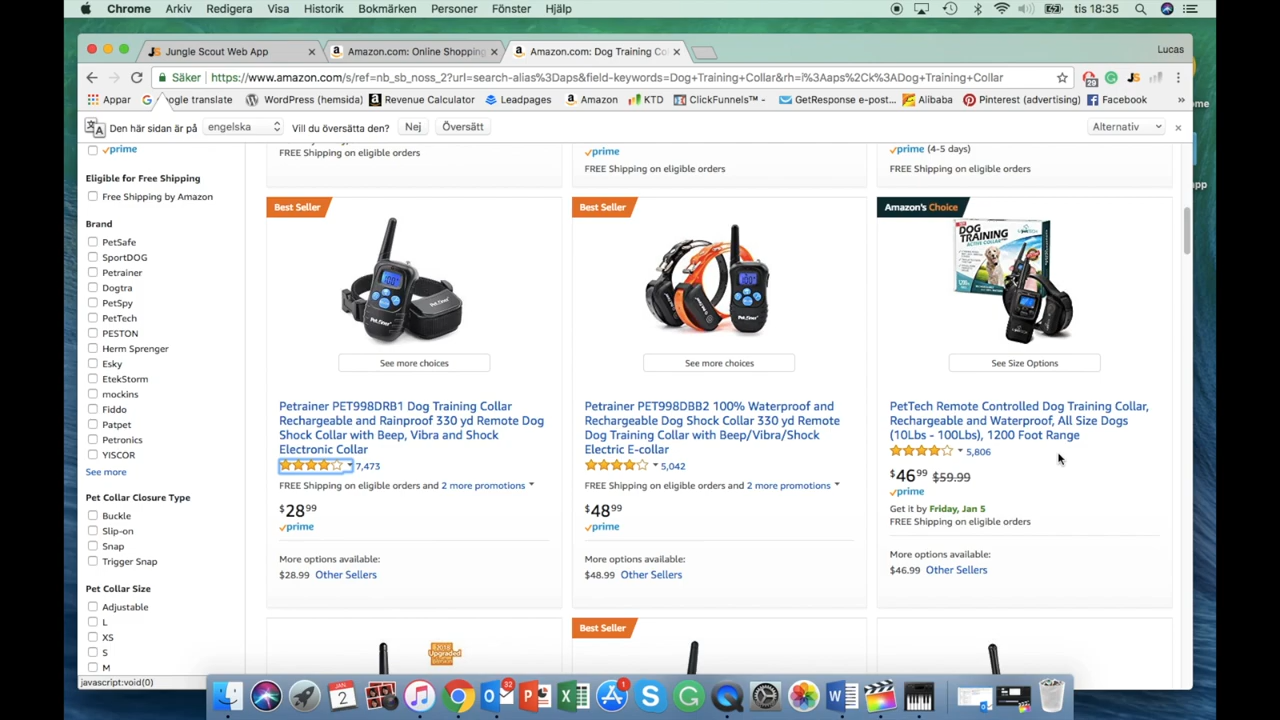 Chrome Arkiv Redigera Visa Historik Bokmärken Personer Fönster Hjälp tis 18:35
Jungle Scout Web App Amazon.com: Online Shopping Amazon.com: Dog Training Co Lucas
Säker https://www.amazon.com/s/ref=nb_sb_noss_2?url=search-alias%3Daps&field-keywords=Dog+Training+Collar&rh=i%3Aaps%2Ck%3ADog+Training+Collar
Appar ogle translate WordPress (hemsida) Revenue Calculator Leadpages Amazon KTD ClickFunnels™ - GetResponse e-post... Alibaba Pinterest (advertising) Facebook »
Den här sidan är på engelska Vill du översätta den? Nej Översätt Alternativ
prime
Eligible for Free Shipping
Free Shipping by Amazon
Brand
PetSafe
SportDOG
Petrainer
Dogtra
PetSpy
PetTech
PESTON
Herm Sprenger
Esky
EtekStorm
mockins
Fiddo
Patpet
Petronics
YISCOR
See more
Pet Collar Closure Type
Buckle
Slip-on
Snap
Trigger Snap
Pet Collar Size
Adjustable
L
XS
S
M
javascript:void(0)
FREE Shipping on eligible orders
prime
FREE Shipping on eligible orders
prime (4-5 days)
FREE Shipping on eligible orders
Best Seller
See more choices
Petrainer PET998DRB1 Dog Training Collar
Rechargeable and Rainproof 330 yd Remote Dog
Shock Collar with Beep, Vibra and Shock
Electronic Collar
7,473
FREE Shipping on eligible orders and 2 more promotions
$2899
prime
More options available:
$28.99 Other Sellers
Best Seller
See more choices
Petrainer PET998DBB2 100% Waterproof and
Rechargeable Dog Shock Collar 330 yd Remote
Dog Training Collar with Beep/Vibra/Shock
Electric E-collar
5,042
FREE Shipping on eligible orders and 2 more promotions
$4899
prime
More options available:
$48.99 Other Sellers
Amazon's Choice
DOG
TRAINING
See Size Options
PetTech Remote Controlled Dog Training Collar,
Rechargeable and Waterproof, All Size Dogs
(10Lbs - 100Lbs), 1200 Foot Range
5,806
$4699 $59.99
prime
Get it by Friday, Jan 5
FREE Shipping on eligible orders
More options available:
$46.99 Other Sellers
Upgraded
Best Seller
JAN.
2
32
1